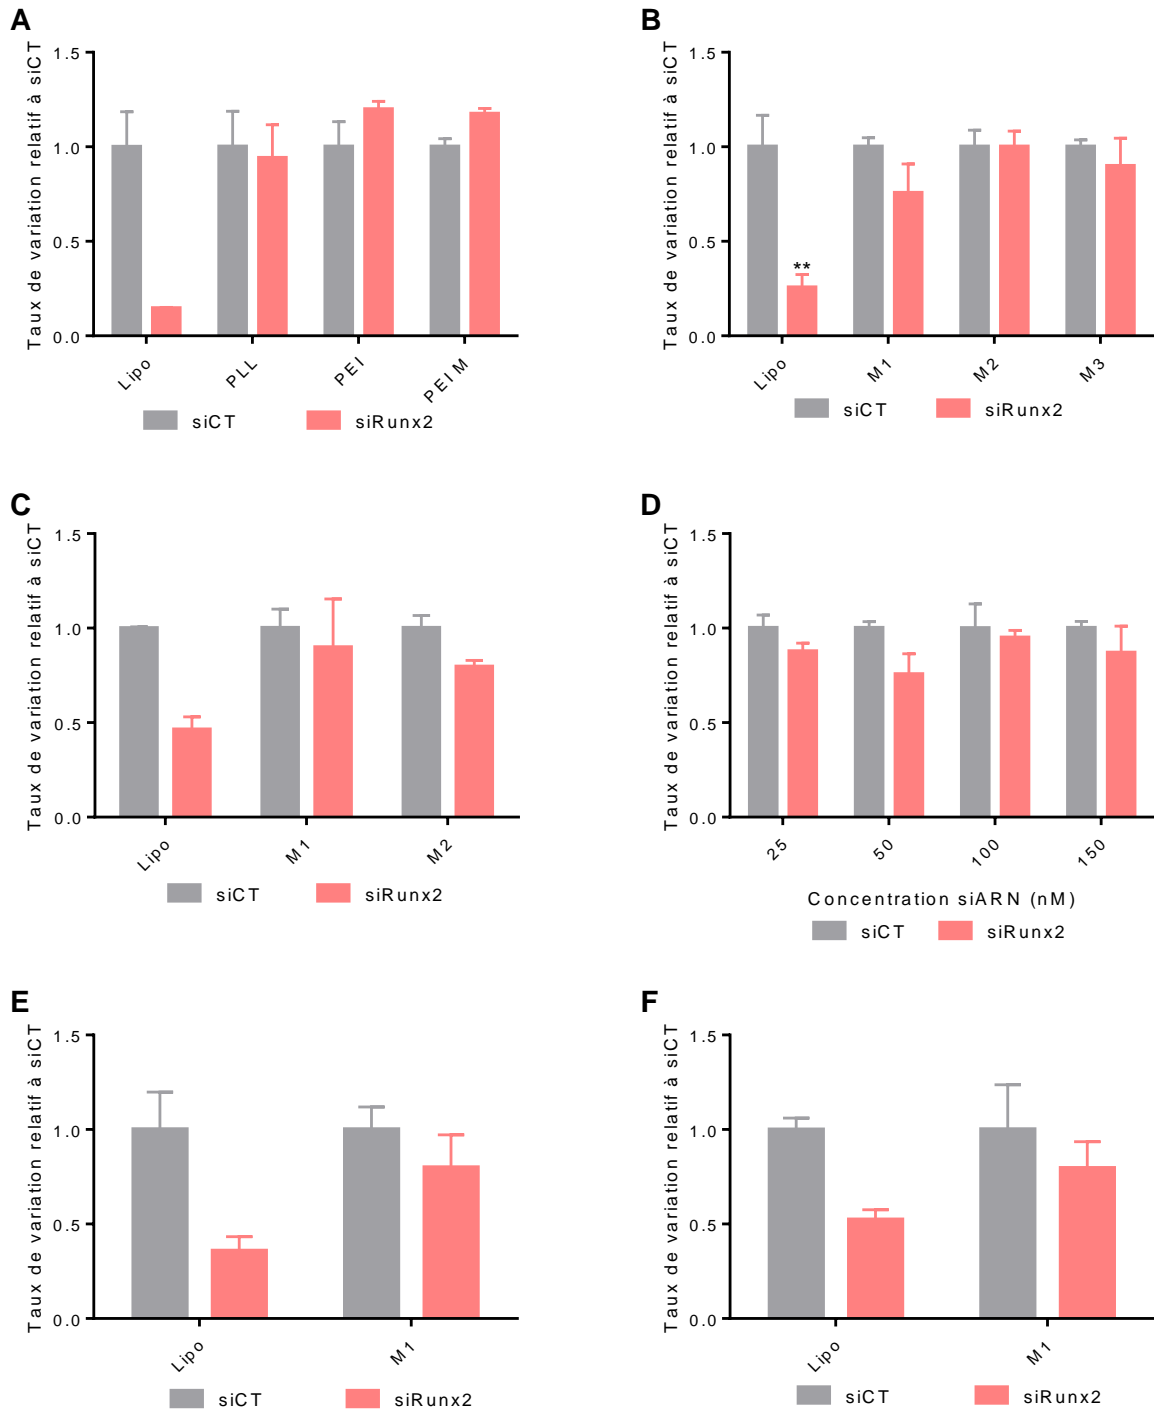 A
Taux de variation relatif à siCT
1.5
1.0
0.5
0.0
Lipo
PLL
PEI
PEI M
siCT
siRunx2
B
Taux de variation relatif à siCT
1.5
1.0
0.5
0.0
**
Lipo
M1
M2
M3
siCT
siRunx2
C
Taux de variation relatif à siCT
1.5
1.0
0.5
0.0
Lipo
M1
M2
siCT
siRunx2
D
Taux de variation relatif à siCT
1.5
1.0
0.5
0.0
25
50
100
150
Concentration siARN (nM)
siCT
siRunx2
E
Taux de variation relatif à siCT
1.5
1.0
0.5
0.0
Lipo
M1
siCT
siRunx2
F
Taux de variation relatif à siCT
1.5
1.0
0.5
0.0
Lipo
M1
siCT
siRunx2